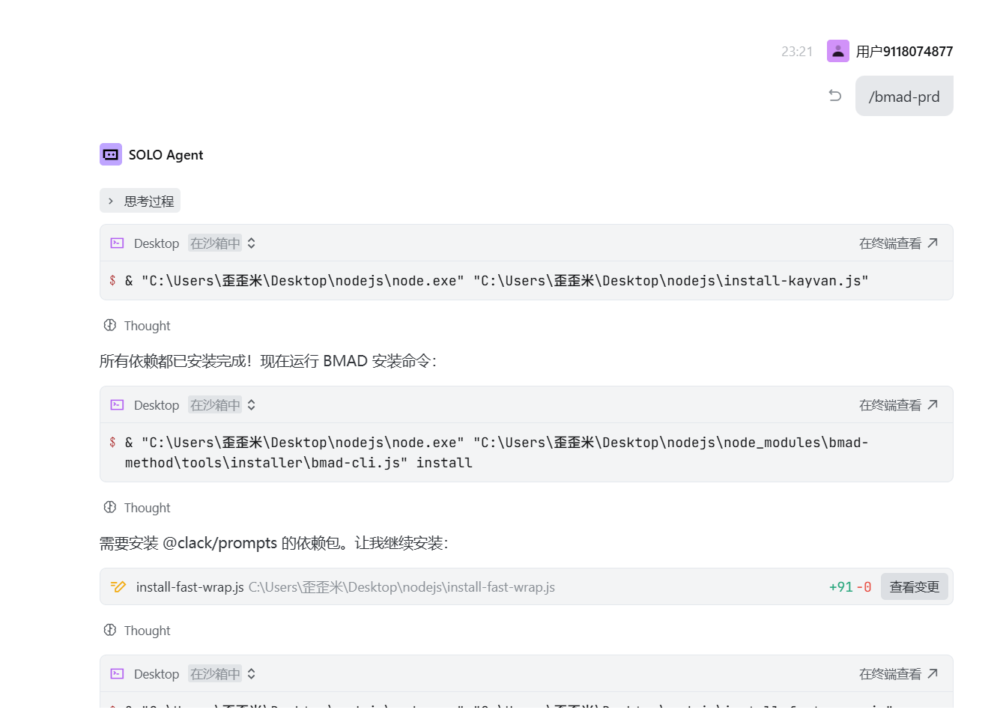 23:21 用户9118074877
/bmad-prd
SOLO Agent
思考过程
Desktop 在沙箱中 在终端查看
$ & "C:\Users\歪歪米\Desktop\nodejs\node.exe" "C:\Users\歪歪米\Desktop\nodejs\install-kayvan.js"
Thought
所有依赖都已安装完成！现在运行 BMAD 安装命令：
Desktop 在沙箱中 在终端查看
$ & "C:\Users\歪歪米\Desktop\nodejs\node.exe" "C:\Users\歪歪米\Desktop\nodejs\node_modules\bmad-
method\tools\installer\bmad-cli.js" install
Thought
需要安装 @clack/prompts 的依赖包。让我继续安装：
install-fast-wrap.js C:\Users\歪歪米\Desktop\nodejs\install-fast-wrap.js +91 -0 查看变更
Thought
Desktop 在沙箱中 在终端查看